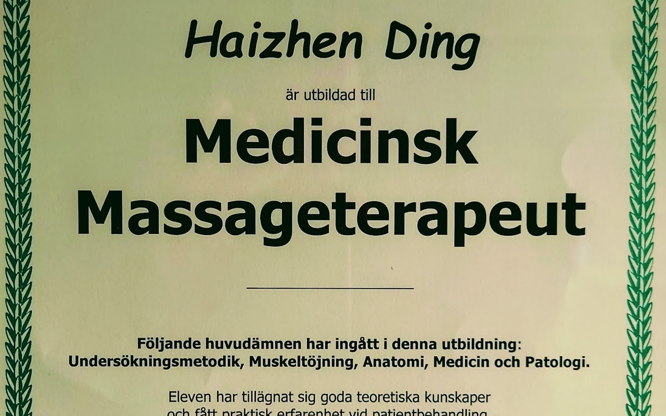 Haizhen Ding
är utbildad till
Medicinsk
Massageterapeut
Följande huvudämnen har ingått i denna utbildning:
Undersökningsmetodik, Muskeltöjning, Anatomi, Medicin och Patologi.
Eleven har tillägnat sig goda teoretiska kunskaper
och fått praktisk erfarenhet vid patientbehandling